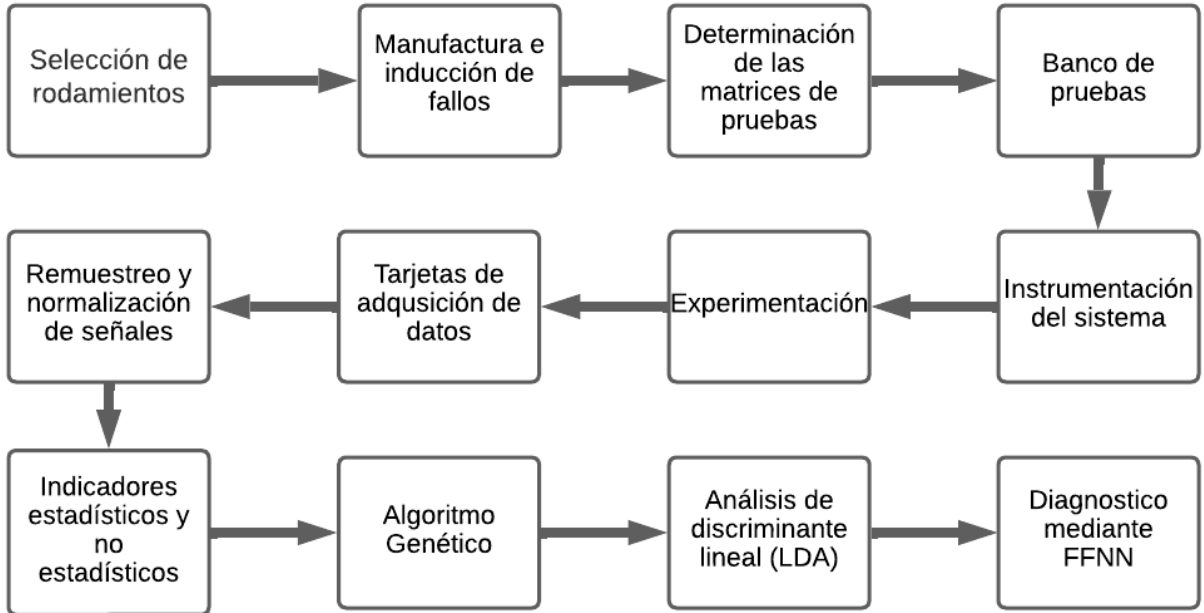 Selección de
rodamientos
Manufactura e
inducción de
fallos
Determinación
de las
matrices de
pruebas
Banco de
pruebas
Instrumentación
del sistema
Experimentación
Tarjetas de
adqusición de
datos
Remuestreo y
normalización
de señales
Indicadores
estadísticos y
no
estadísticos
Algoritmo
Genético
Análisis de
discriminante
lineal (LDA)
Diagnostico
mediante
FFNN